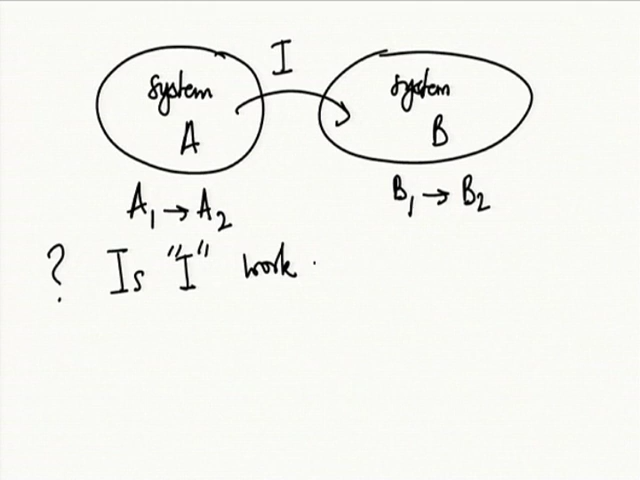 I
system
A
system
B
A₁ → A₂
B₁ → B₂
? Is "I" work.